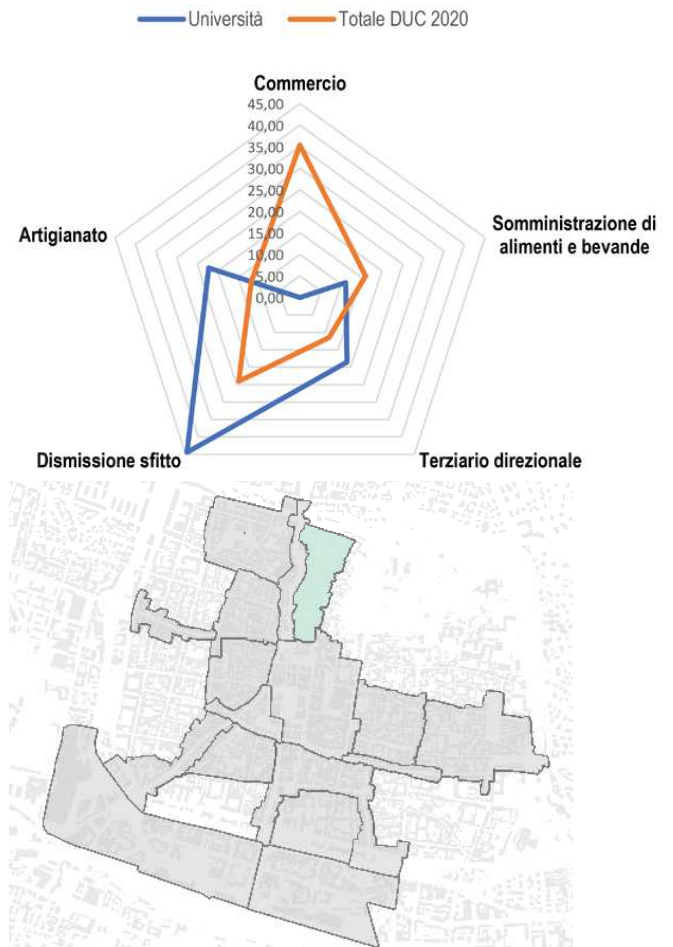 Università Totale DUC 2020
Commercio
45,00
40,00
35,00
30,00
25,00
20,00
15,00
10,00
5,00
0,00
Artigianato
Somministrazione di
alimenti e bevande
Dismissione sfitto
Terziario direzionale